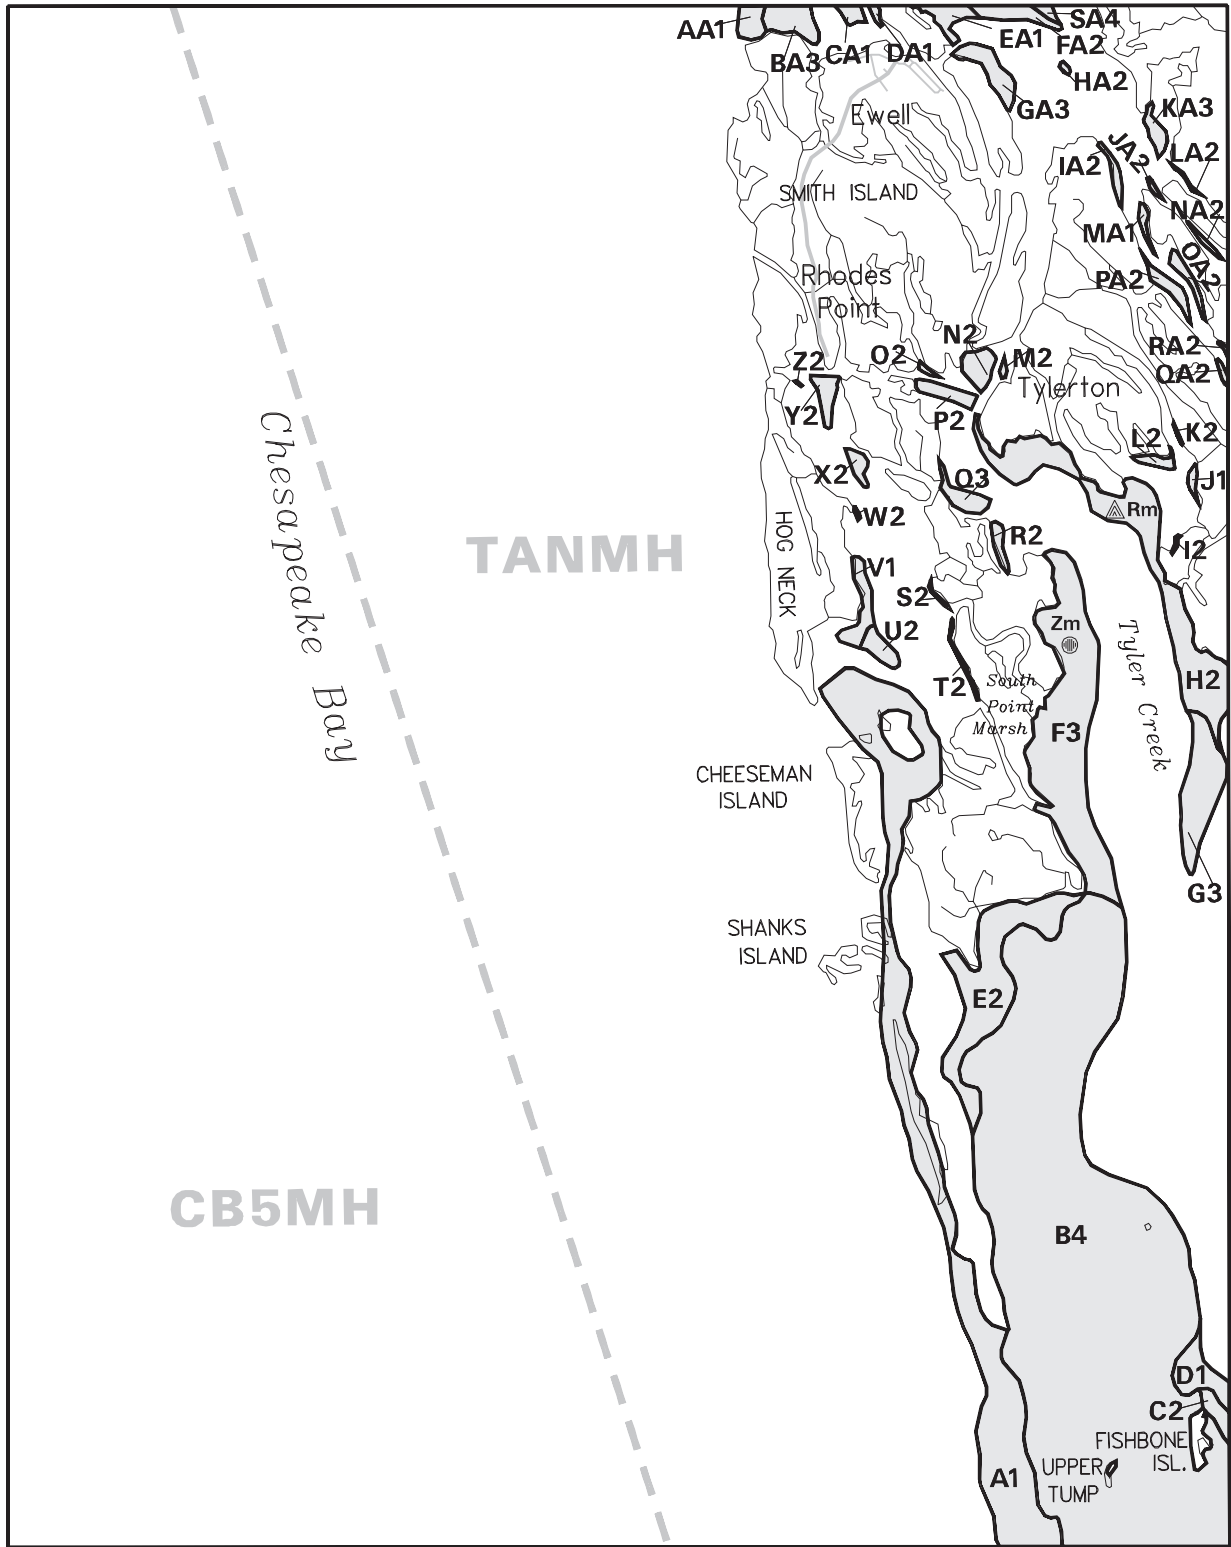 AA1
BA3
CA1
DA1
EA1
SA4
FA2
HA2
GA3
KA3
Ewell
JA2
IA2
LA2
SMITH ISLAND
NA2
MA1
OA2
PA2
Rhodes
Point
N2
RA2
O2
M2
QA2
Z2
Tylerton
Y2
P2
K2
L2
X2
Q3
J1
Rm
W2
HOG NECK
R2
I2
TANMH
Chesapeake Bay
V1
S2
Zm
U2
Tyler Creek
T2
South
Point
Marsh
H2
F3
CHEESEMAN
ISLAND
G3
SHANKS
ISLAND
E2
CB5MH
B4
D1
C2
FISHBONE
ISL.
UPPER
TUMP
A1